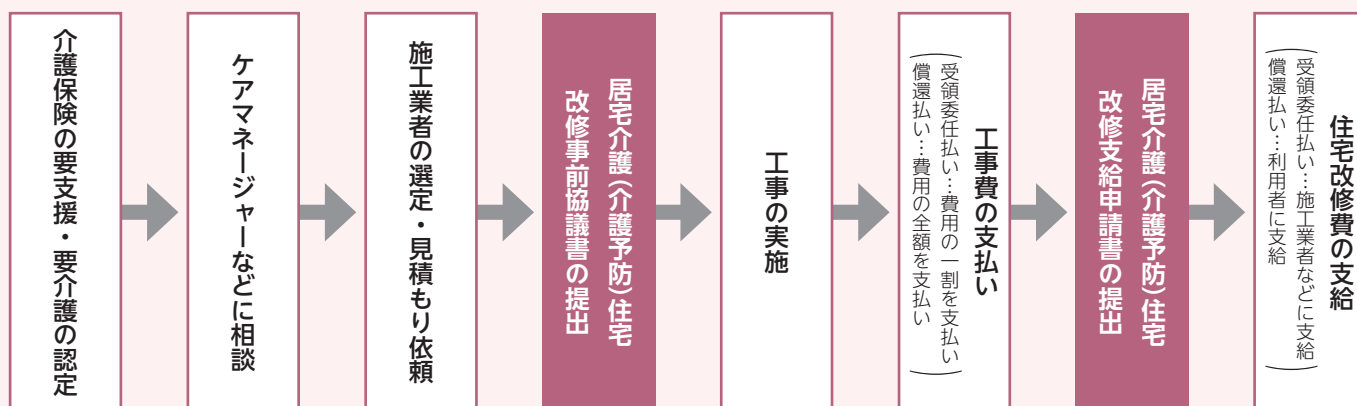 介護保険の要支援・要介護の認定
ケアマネージャーなどに相談
施工業者の選定・見積もり依頼
居宅介護(介護予防)住宅
改修事前協議書の提出
工事の実施
工事費の支払い
(受領委任払い…費用の一割を支払い
償還払い…費用の全額を支払い)
居宅介護(介護予防)住宅
改修支給申請書の提出
住宅改修費の支給
(受領委任払い…施工業者などに支給
償還払い…利用者に支給)